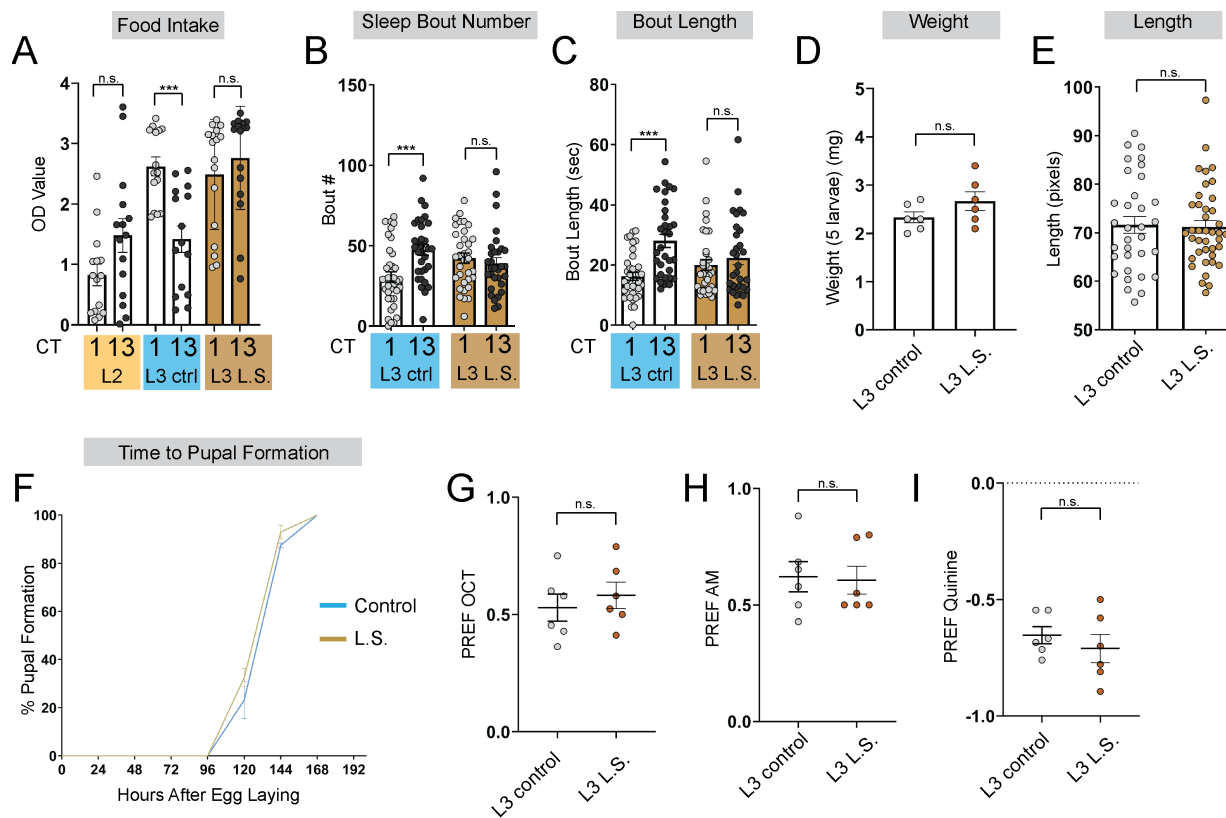 Food Intake
Sleep Bout Number
Bout Length
Weight
Length
A
B
C
D
E
n.s.
***
n.s.
***
n.s.
***
n.s.
n.s.
n.s.
OD Value
4
3
2
1
0
Bout #
150
100
50
0
Bout Length (sec)
80
60
40
20
0
Weight (5 larvae) (mg)
5
4
3
2
1
0
Length (pixels)
100
90
80
70
60
50
CT 1 13 1 13 1 13
L2 L3 ctrl L3 L.S.
CT 1 13 1 13
L3 ctrl L3 L.S.
CT 1 13 1 13
L3 ctrl L3 L.S.
L3 control L3 L.S.
L3 control L3 L.S.
Time to Pupal Formation
F
% Pupal Formation
100
80
60
40
20
0
0 24 48 72 96 120 144 168 192
Hours After Egg Laying
Control
L.S.
G
n.s.
PREF OCT
1.0
0.5
0.0
L3 control L3 L.S.
H
n.s.
PREF AM
1.0
0.5
0.0
L3 control L3 L.S.
I
n.s.
PREF Quinine
0.0
-0.5
-1.0
L3 control L3 L.S.